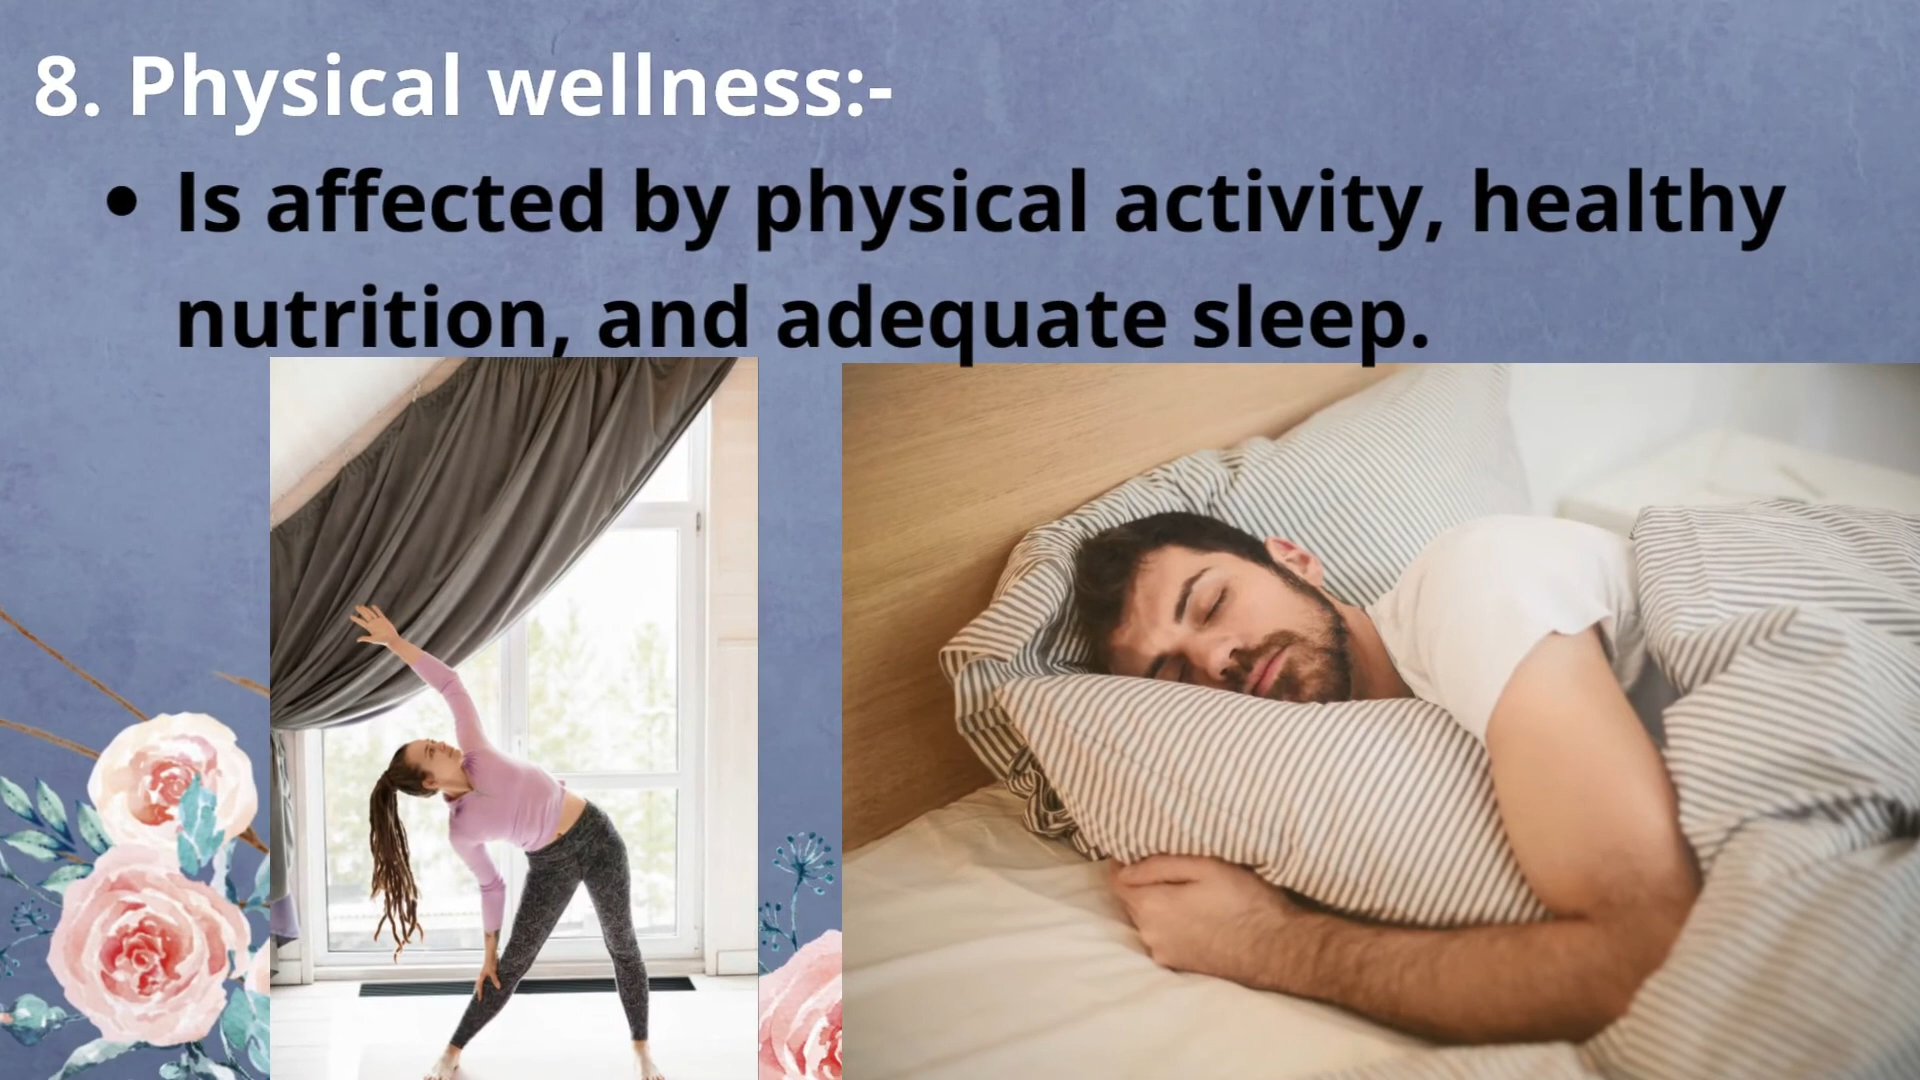 8. Physical wellness:-
• Is affected by physical activity, healthy
nutrition, and adequate sleep.